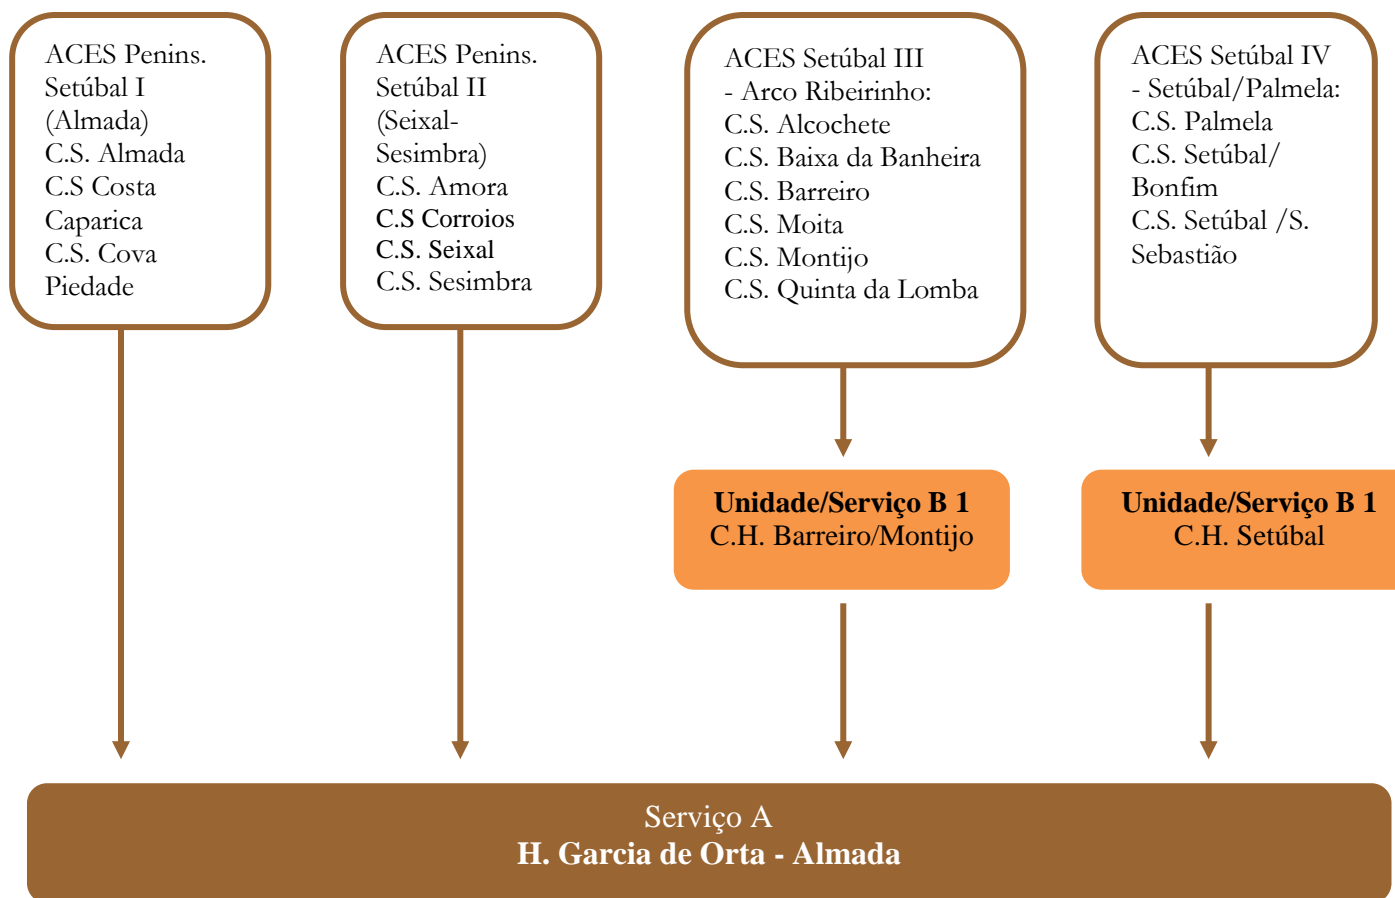 ACES Penins.
Setúbal I
(Almada)
C.S. Almada
C.S Costa
Caparica
C.S. Cova
Piedade
ACES Penins.
Setúbal II
(Seixal-
Sesimbra)
C.S. Amora
C.S Corroios
C.S. Seixal
C.S. Sesimbra
ACES Setúbal III
- Arco Ribeirinho:
C.S. Alcochete
C.S. Baixa da Banheira
C.S. Barreiro
C.S. Moita
C.S. Montijo
C.S. Quinta da Lomba
ACES Setúbal IV
- Setúbal/Palmela:
C.S. Palmela
C.S. Setúbal/
Bonfim
C.S. Setúbal /S.
Sebastião
Unidade/Serviço B 1
C.H. Barreiro/Montijo
Unidade/Serviço B 1
C.H. Setúbal
Serviço A
H. Garcia de Orta - Almada